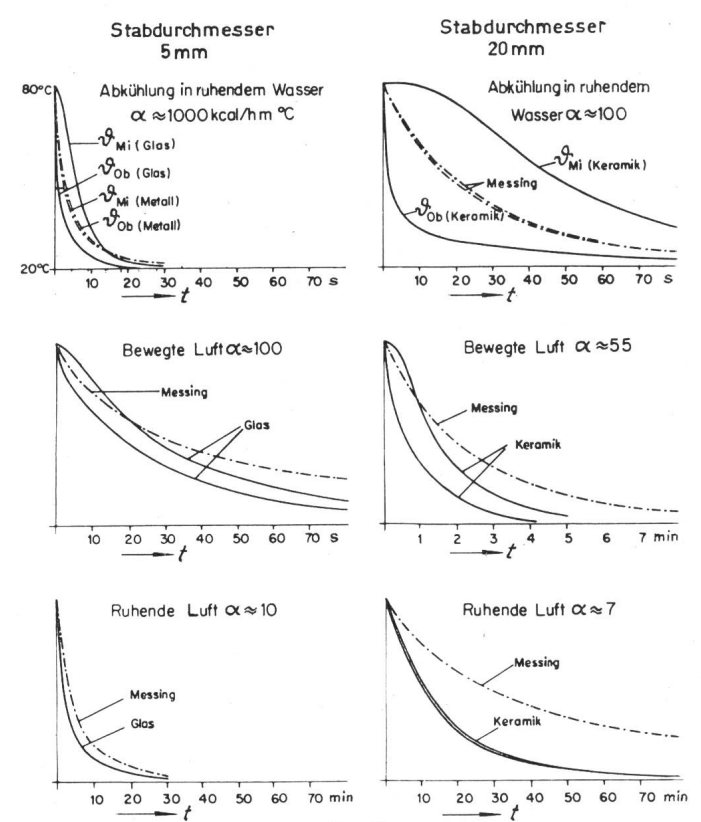 Stabdurchmesser
5mm
80°C
Abkühlung in ruhendem Wasser
α ≈1000kcal/hm °C
ϑMi (Glas)
ϑOb (Glas)
ϑMi (Metall)
ϑOb (Metall)
20°C
10 20 30 40 50 60 70 s
t
Stabdurchmesser
20mm
Abkühlung in ruhendem
Wasser α≈100
ϑMi (Keramik)
Messing
ϑOb (Keramik)
10 20 30 40 50 60 70 s
t
Bewegte Luft α≈100
Messing
Glas
10 20 30 40 50 60 70 s
t
Bewegte Luft α≈55
Messing
Keramik
1 2 3 4 5 6 7 min
t
Ruhende Luft α≈10
Messing
Glas
10 20 30 40 50 60 70 min
t
Ruhende Luft α≈7
Messing
Keramik
10 20 30 40 50 60 70 min
t